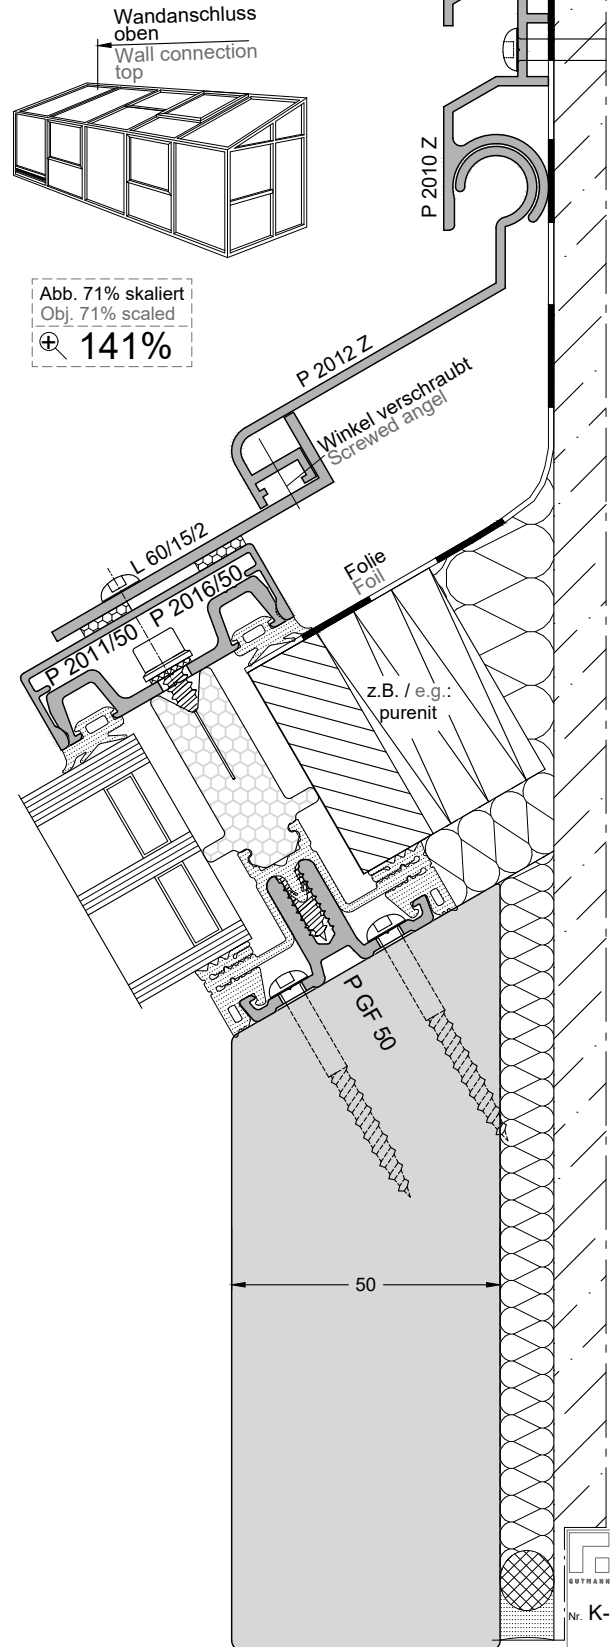 Wandanschluss
oben
Wall connection
top
Abb. 71% skaliert
Obj. 71% scaled
141%
P 2010 Z
P 2012 Z
Winkel verschraubt
Screwed angel
L 60/15/2
P 2016/50
P 2011/50
Folie
Foil
z.B. / e.g.:
purenit
P GF 50
50
GUTMANN
Nr. K-